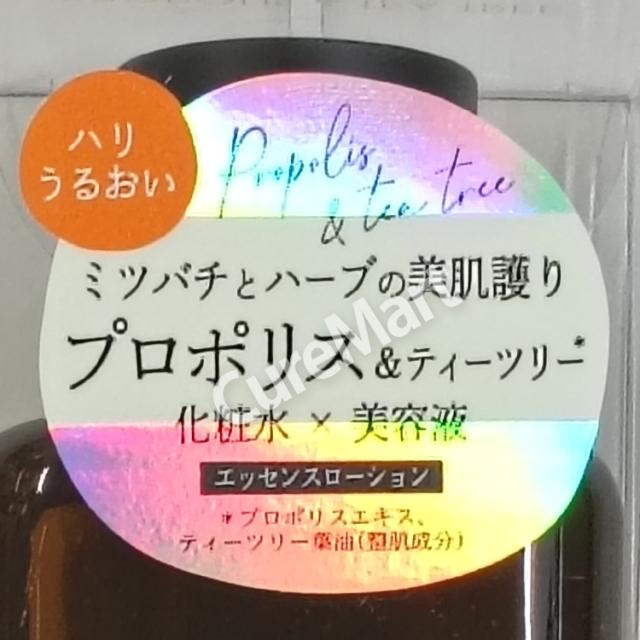 ハリ
うるおい
Propolis
& tea tree
ミツバチとハーブの美肌護り
プロポリス&ティーツリー*
CureMart
化粧水 × 美容液
エッセンスローション
*プロポリスエキス、
ティーツリー葉油(整肌成分)